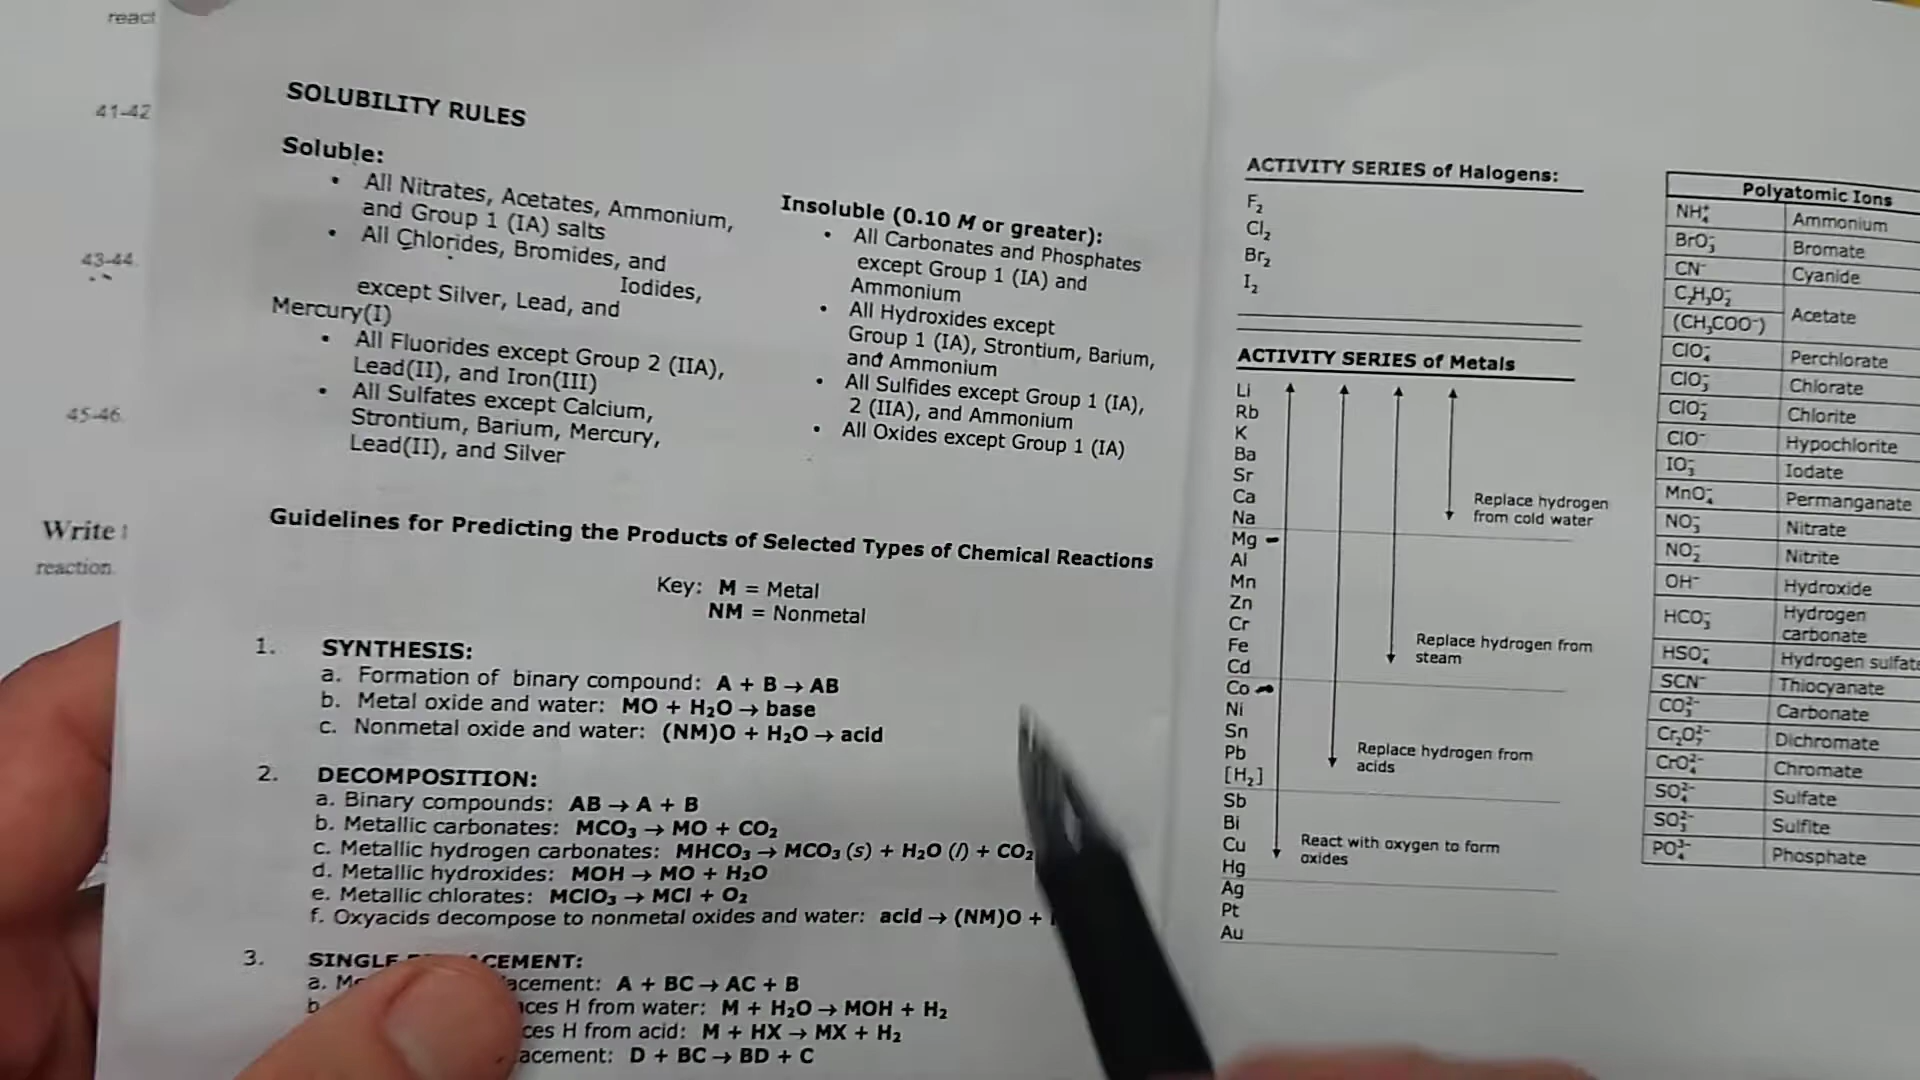 react
41-42
43-44.
45-46.
Write
reaction.
SOLUBILITY RULES
Soluble:
• All Nitrates, Acetates, Ammonium,
and Group 1 (IA) salts
• All Chlorides, Bromides, and
Iodides,
except Silver, Lead, and
Mercury(I)
• All Fluorides except Group 2 (IIA),
Lead(II), and Iron(III)
• All Sulfates except Calcium,
Strontium, Barium, Mercury,
Lead(II), and Silver
Insoluble (0.10 M or greater):
• All Carbonates and Phosphates
except Group 1 (IA) and
Ammonium
• All Hydroxides except
Group 1 (IA), Strontium, Barium,
and Ammonium
• All Sulfides except Group 1 (IA),
2 (IIA), and Ammonium
• All Oxides except Group 1 (IA)
Guidelines for Predicting the Products of Selected Types of Chemical Reactions
Key: M = Metal
NM = Nonmetal
1. SYNTHESIS:
a. Formation of binary compound: A + B → AB
b. Metal oxide and water: MO + H₂O → base
c. Nonmetal oxide and water: (NM)O + H₂O → acid
2. DECOMPOSITION:
a. Binary compounds: AB → A + B
b. Metallic carbonates: MCO₃ → MO + CO₂
c. Metallic hydrogen carbonates: MHCO₃ → MCO₃ (s) + H₂O (l) + CO₂
d. Metallic hydroxides: MOH → MO + H₂O
e. Metallic chlorates: MClO₃ → MCl + O₂
f. Oxyacids decompose to nonmetal oxides and water: acid → (NM)O +
3. SINGLE CEMENT:
a. acement: A + BC → AC + B
b. ces H from water: M + H₂O → MOH + H₂
ces H from acid: M + HX → MX + H₂
acement: D + BC → BD + C
ACTIVITY SERIES of Halogens:
F₂
Cl₂
Br₂
I₂
ACTIVITY SERIES of Metals
Li
Rb
K
Ba
Sr
Ca
Na
Replace hydrogen
from cold water
Mg
Al
Mn
Zn
Cr
Fe
Cd
Replace hydrogen from
steam
Co
Ni
Sn
Pb
[H₂]
Replace hydrogen from
acids
Sb
Bi
Cu
Hg
React with oxygen to form
oxides
Ag
Pt
Au
Polyatomic Ions
NH₄⁺ Ammonium
BrO₃⁻ Bromate
CN⁻ Cyanide
C₂H₃O₂⁻
(CH₃COO⁻) Acetate
ClO₄⁻ Perchlorate
ClO₃⁻ Chlorate
ClO₂⁻ Chlorite
ClO⁻ Hypochlorite
IO₃⁻ Iodate
MnO₄⁻ Permanganate
NO₃⁻ Nitrate
NO₂⁻ Nitrite
OH⁻ Hydroxide
HCO₃⁻ Hydrogen
carbonate
HSO₄⁻ Hydrogen sulfate
SCN⁻ Thiocyanate
CO₃²⁻ Carbonate
Cr₂O₇²⁻ Dichromate
CrO₄²⁻ Chromate
SO₄²⁻ Sulfate
SO₃²⁻ Sulfite
PO₄³⁻ Phosphate